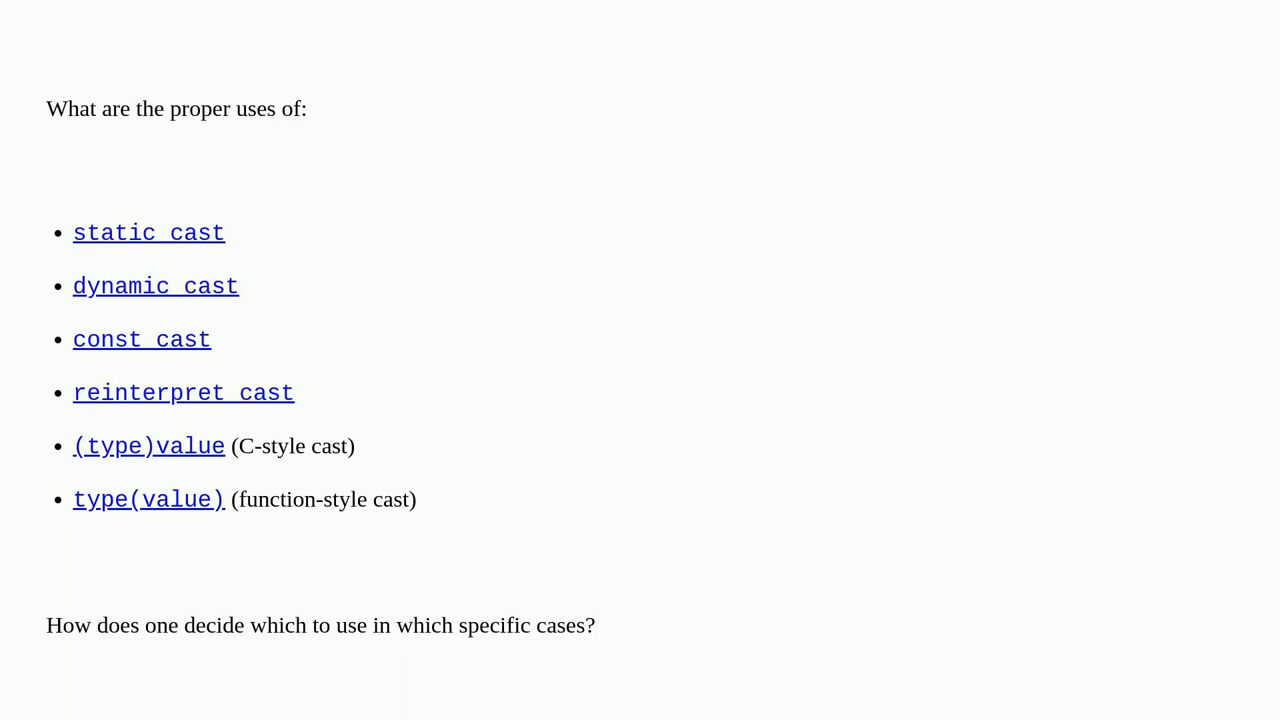 What are the proper uses of:
• static_cast
• dynamic_cast
• const_cast
• reinterpret_cast
• (type)value (C-style cast)
• type(value) (function-style cast)
How does one decide which to use in which specific cases?